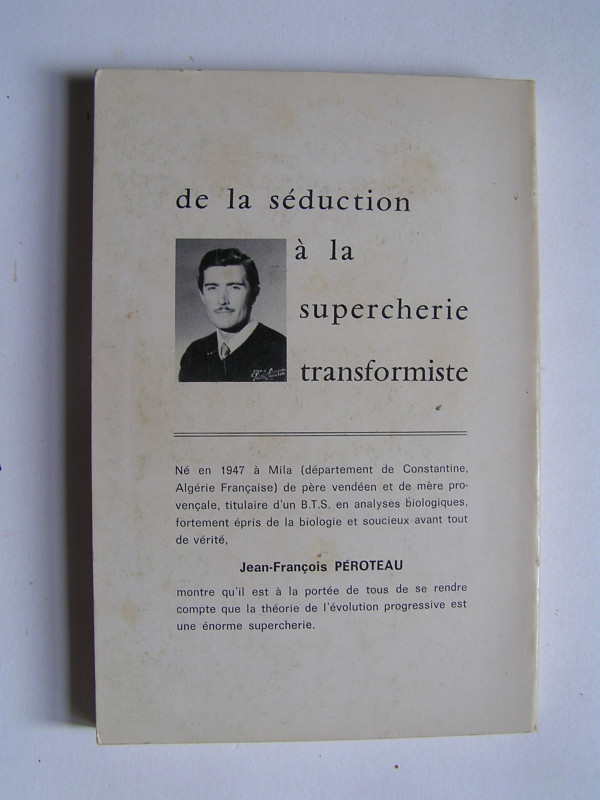 de la séduction
à la
supercherie
transformiste
Né en 1947 à Mila (département de Constantine,
Algérie Française) de père vendéen et de mère pro-
vençale, titulaire d'un B.T.S. en analyses biologiques,
fortement épris de la biologie et soucieux avant tout
de vérité,
Jean-François PÉROTEAU
montre qu'il est à la portée de tous de se rendre
compte que la théorie de l'évolution progressive est
une énorme supercherie.